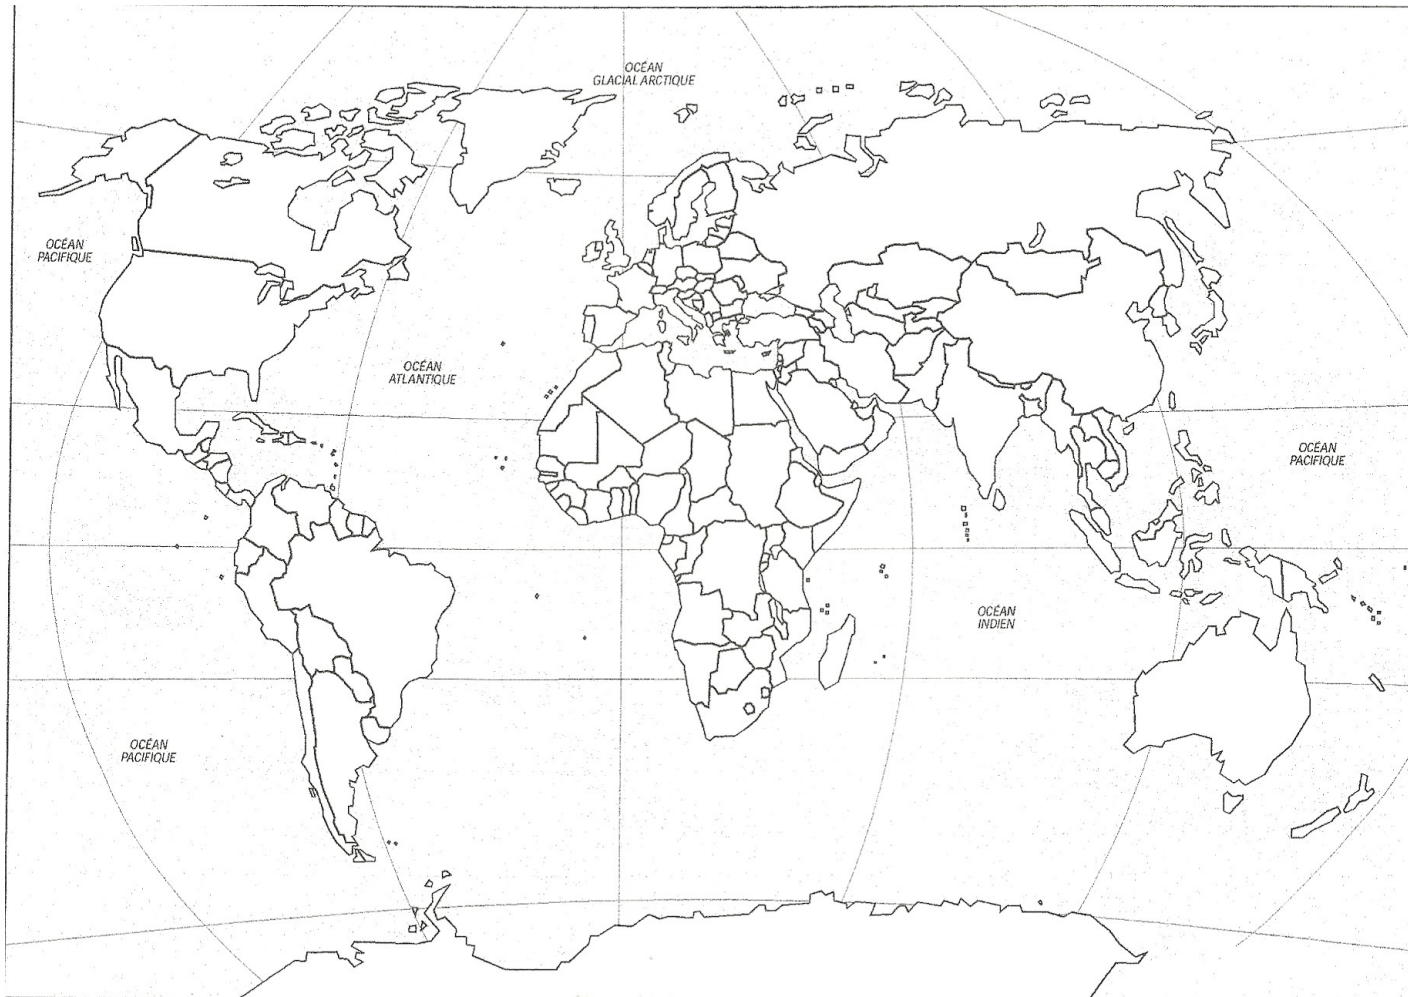 OCÉAN
GLACIAL ARCTIQUE
OCÉAN
PACIFIQUE
OCÉAN
ATLANTIQUE
OCÉAN
PACIFIQUE
OCÉAN
INDIEN
OCÉAN
PACIFIQUE